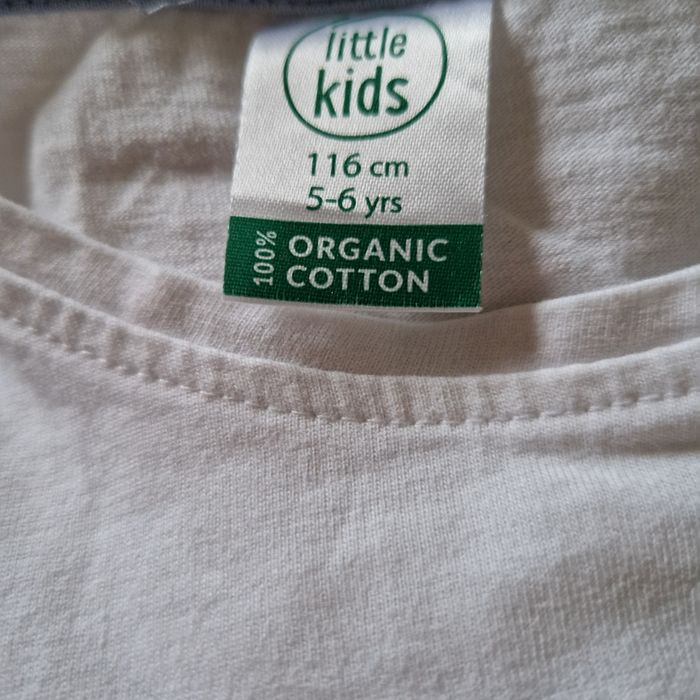 little
kids
116 cm
5-6 yrs
100% ORGANIC
COTTON